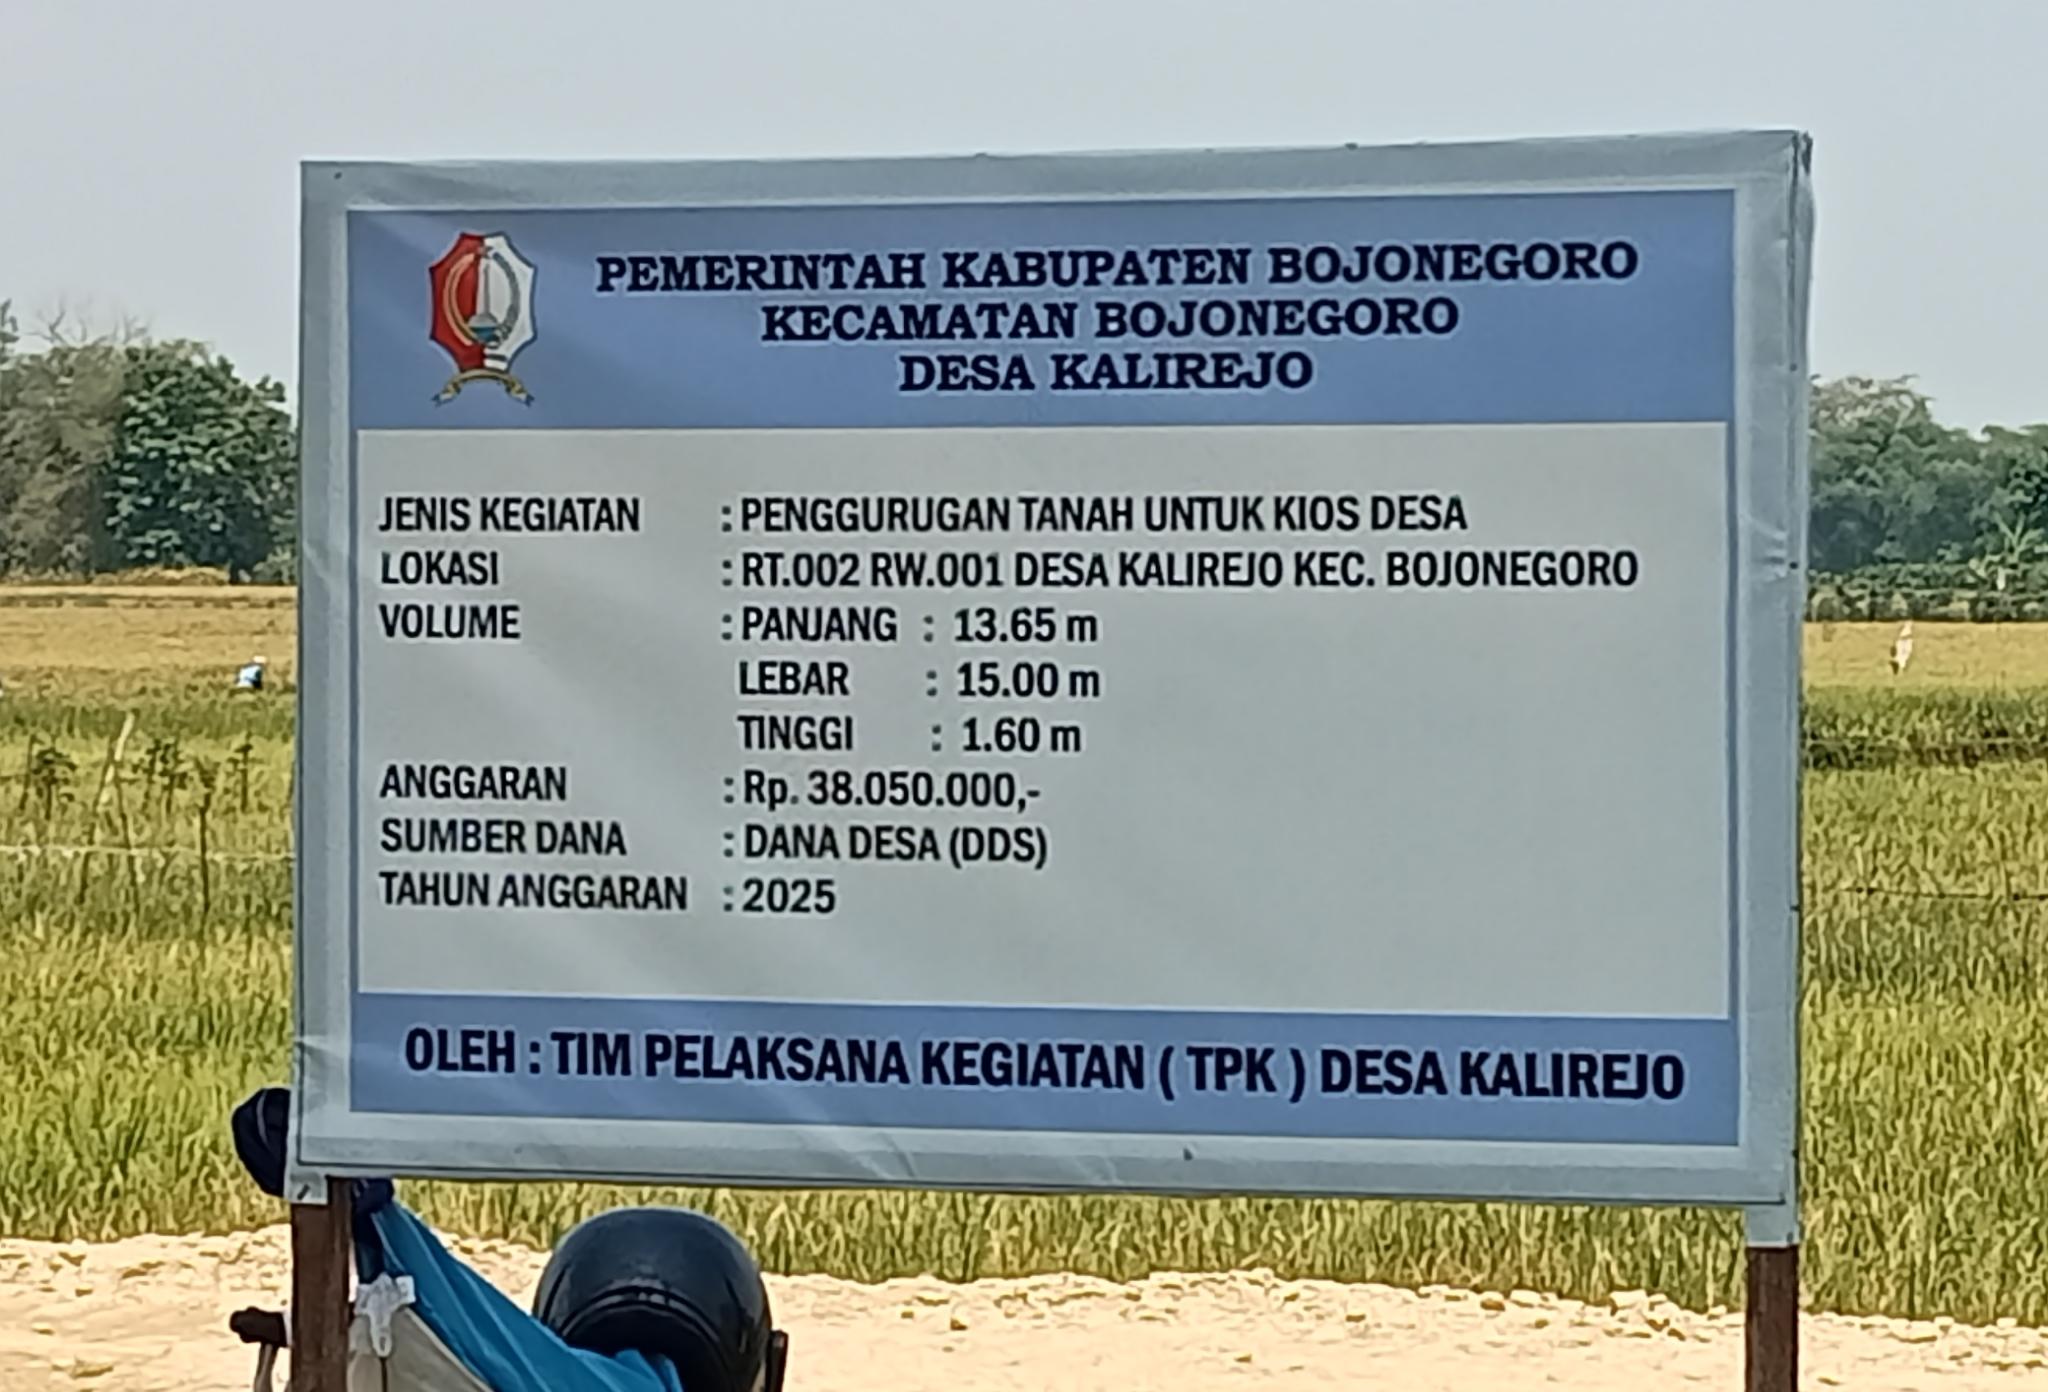 PEMERINTAH KABUPATEN BOJONEGORO
KECAMATAN BOJONEGORO
DESA KALIREJO
JENIS KEGIATAN : PENGGURUGAN TANAH UNTUK KIOS DESA
LOKASI : RT.002 RW.001 DESA KALIREJO KEC. BOJONEGORO
VOLUME : PANJANG : 13.65 m
LEBAR : 15.00 m
TINGGI : 1.60 m
ANGGARAN : Rp. 38.050.000,-
SUMBER DANA : DANA DESA (DDS)
TAHUN ANGGARAN : 2025
OLEH : TIM PELAKSANA KEGIATAN ( TPK ) DESA KALIREJO